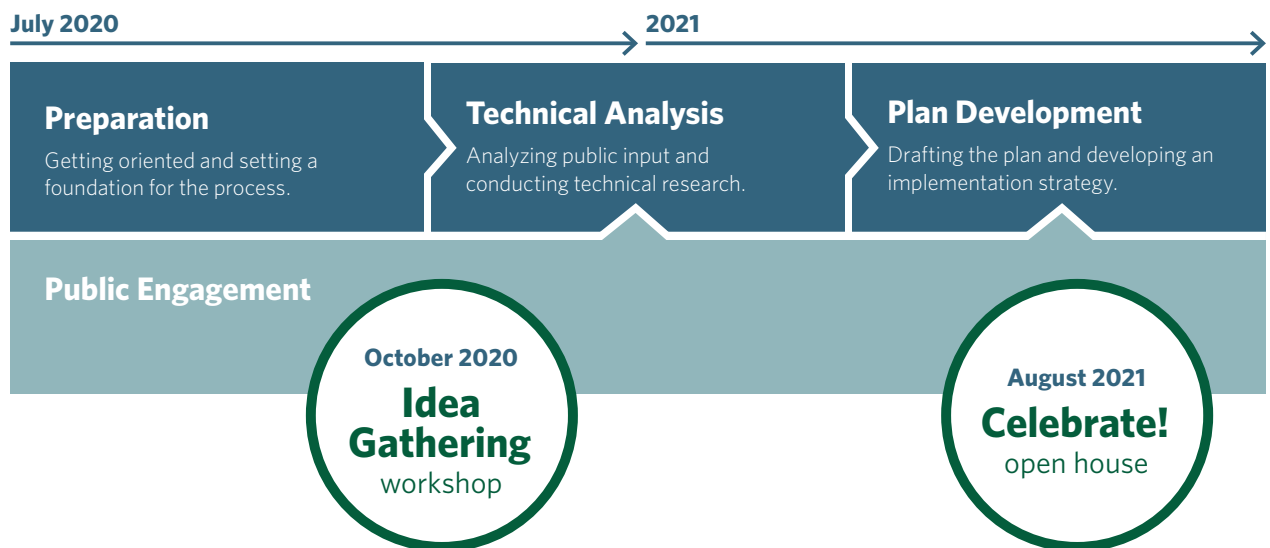 July 2020
2021
Preparation
Getting oriented and setting a
foundation for the process.
Technical Analysis
Analyzing public input and
conducting technical research.
Plan Development
Drafting the plan and developing an
implementation strategy.
Public Engagement
October 2020
Idea
Gathering
workshop
August 2021
Celebrate!
open house